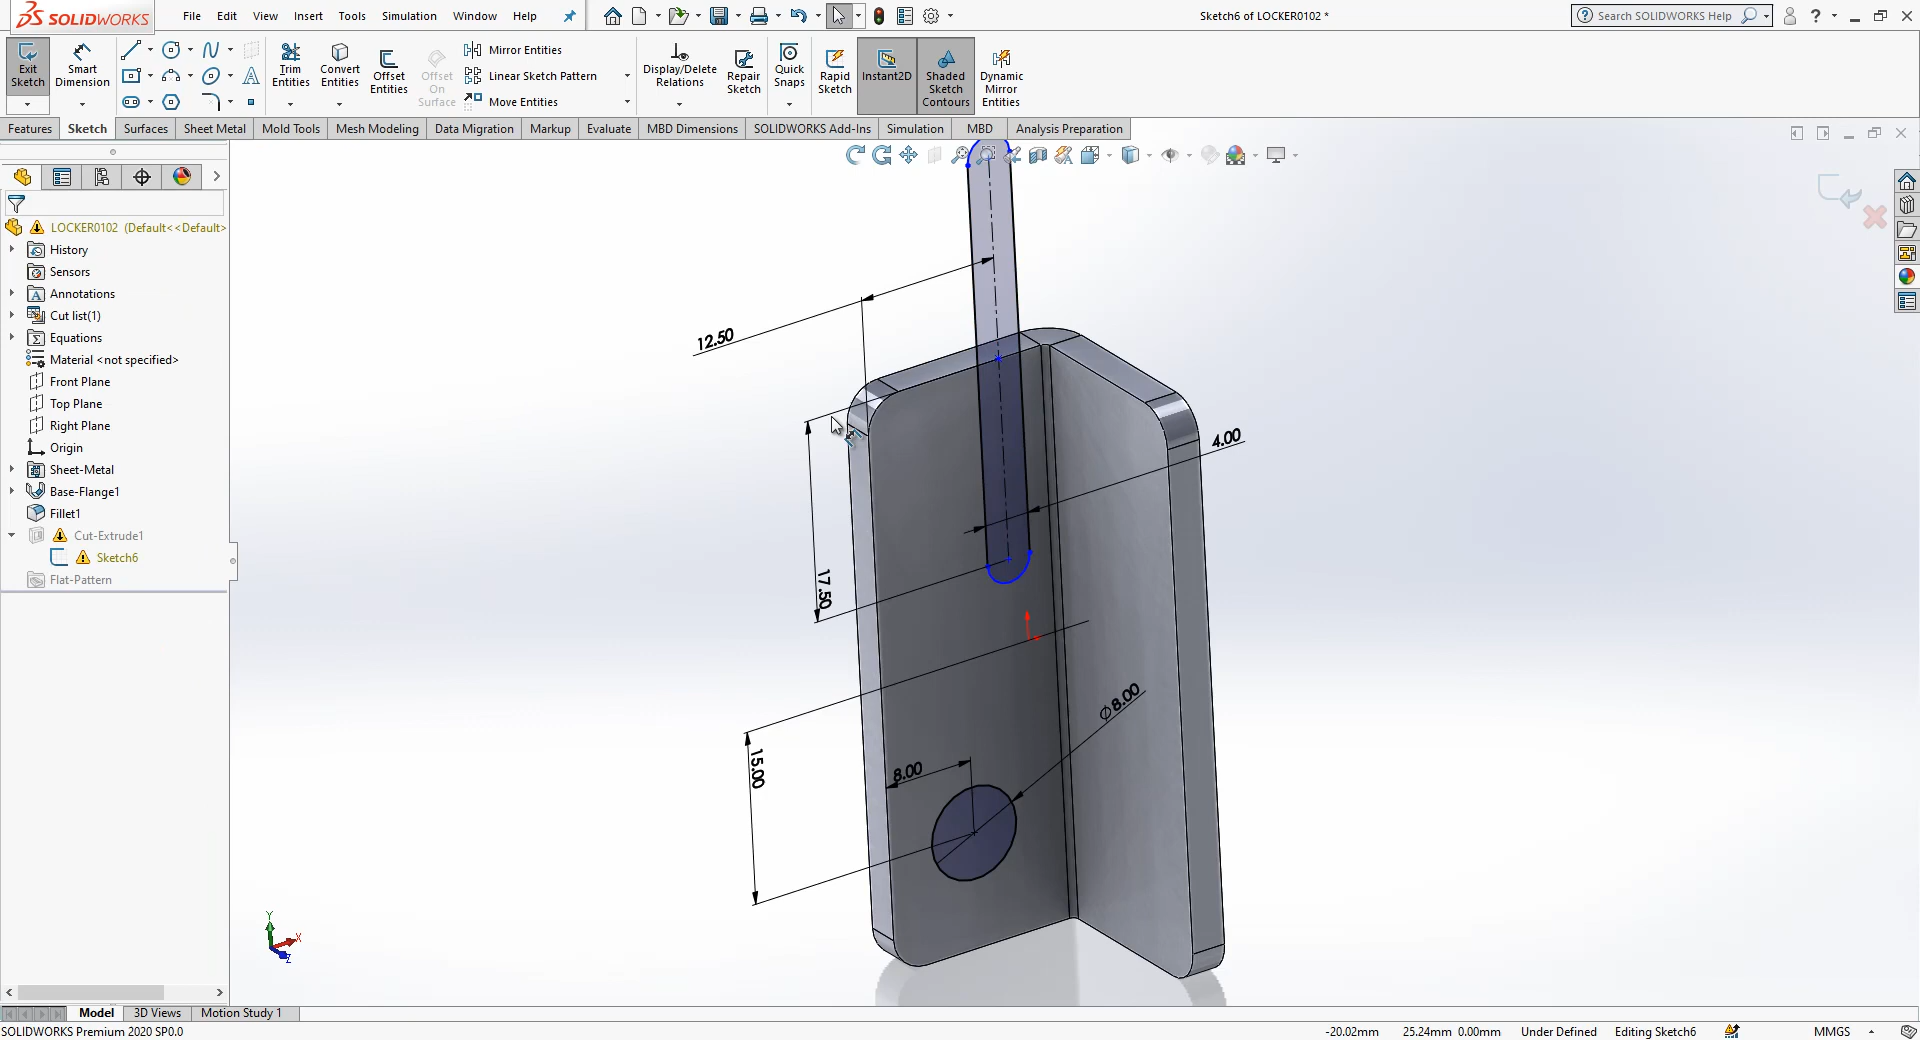 SOLIDWORKS
File Edit View Insert Tools Simulation Window Help
Sketch6 of LOCKER0102 *
Search SOLIDWORKS Help
Exit Sketch
Smart Dimension
Trim Entities
Convert Entities
Offset Entities
Offset On Surface
Mirror Entities
Linear Sketch Pattern
Move Entities
Display/Delete Relations
Repair Sketch
Quick Snaps
Rapid Sketch
Instant2D
Shaded Sketch Contours
Dynamic Mirror Entities
Features Sketch Surfaces Sheet Metal Mold Tools Mesh Modeling Data Migration Markup Evaluate MBD Dimensions SOLIDWORKS Add-Ins Simulation MBD Analysis Preparation
LOCKER0102 (Default<<Default>
History
Sensors
Annotations
Cut list(1)
Equations
Material <not specified>
Front Plane
Top Plane
Right Plane
Origin
Sheet-Metal
Base-Flange1
Fillet1
Cut-Extrude1
Sketch6
Flat-Pattern
12.50
4.00
17.50
8.00
15.00
8.00
Y
X
Z
Model 3D Views Motion Study 1
SOLIDWORKS Premium 2020 SP0.0
-20.02mm 25.24mm 0.00mm Under Defined Editing Sketch6 MMGS